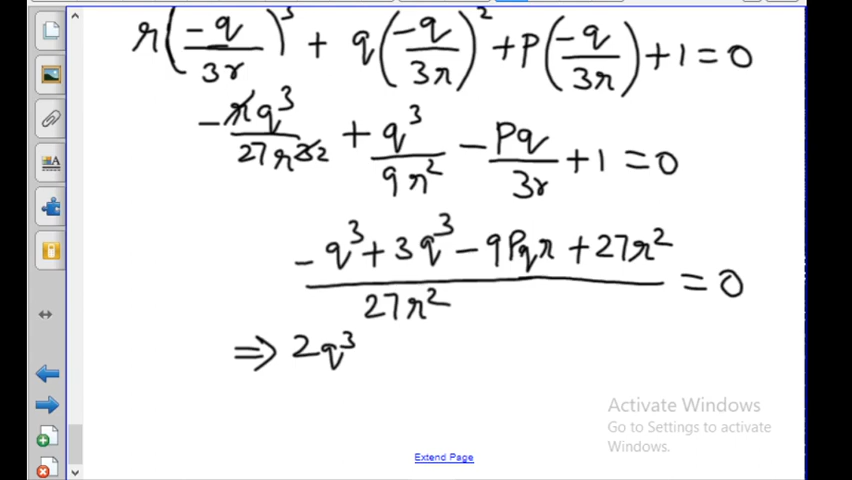 r(-q/3r)³ + q(-q/3r)² + P(-q/3r) + 1 = 0
-rq³/27r³2 + q³/9r² - Pq/3r + 1 = 0
-q³ + 3q³ - 9Pqr + 27r² / 27r² = 0
⇒ 2q³
Activate Windows
Go to Settings to activate
Windows.
Extend Page